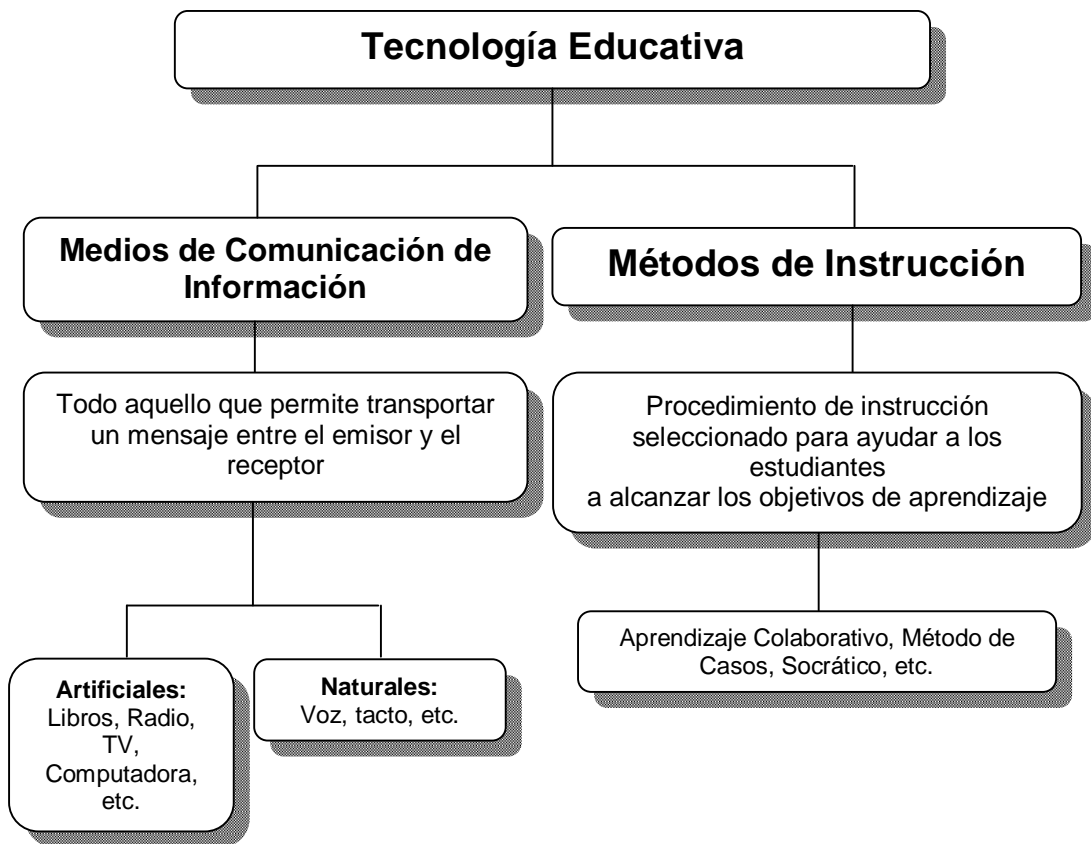 Tecnología Educativa
Medios de Comunicación de
Información
Métodos de Instrucción
Todo aquello que permite transportar
un mensaje entre el emisor y el
receptor
Procedimiento de instrucción
seleccionado para ayudar a los
estudiantes
a alcanzar los objetivos de aprendizaje
Artificiales:
Libros, Radio,
TV,
Computadora,
etc.
Naturales:
Voz, tacto, etc.
Aprendizaje Colaborativo, Método de
Casos, Socrático, etc.